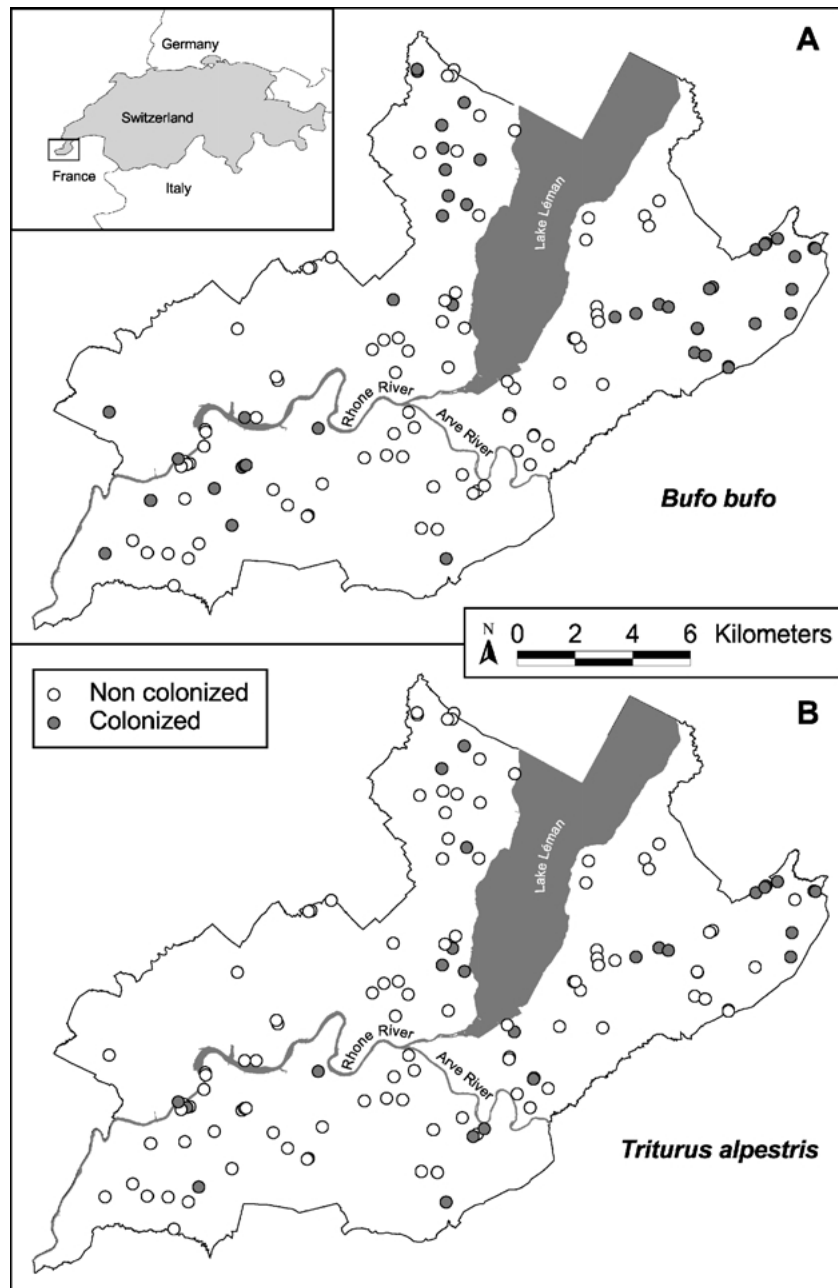 Germany
Switzerland
France
Italy
A
Lake Léman
Rhone River
Arve River
Bufo bufo
N
0 2 4 6 Kilometers
Non colonized
Colonized
B
Lake Léman
Rhone River
Arve River
Triturus alpestris